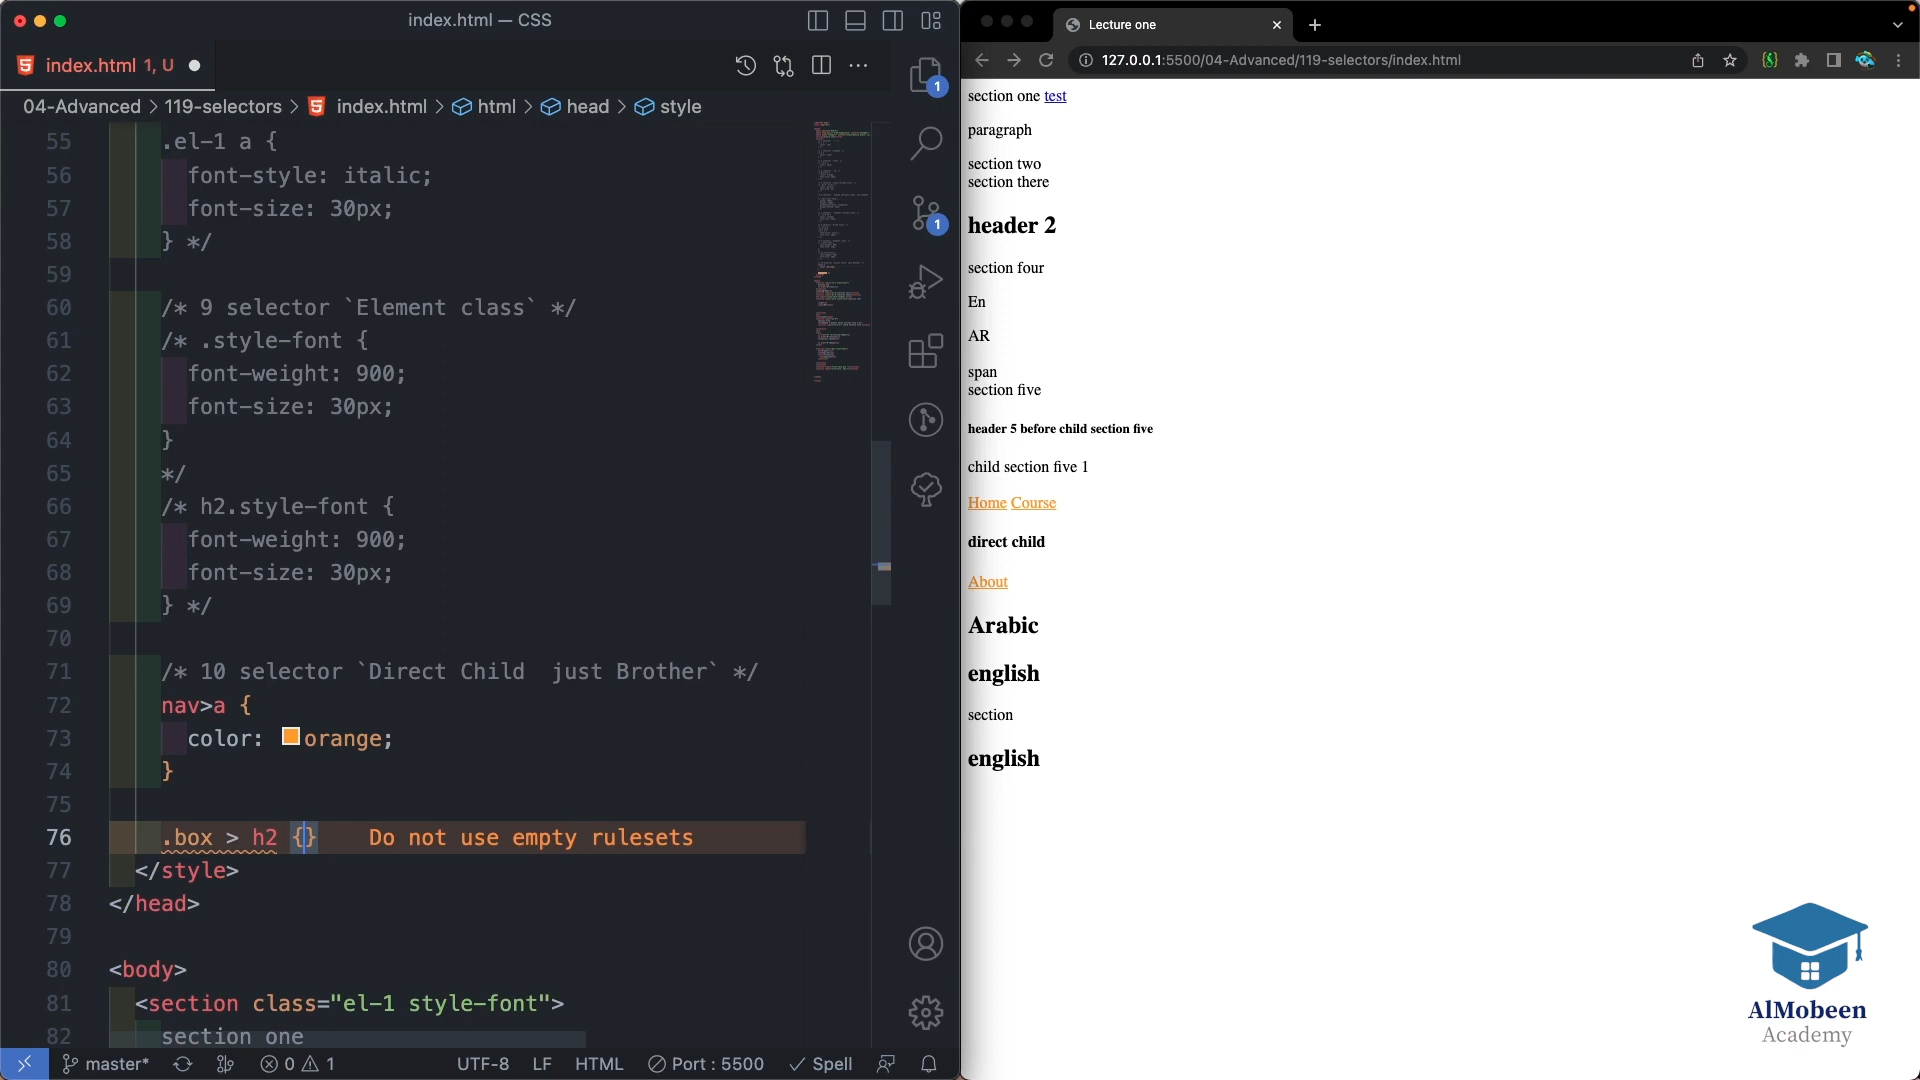 index.html — CSS
index.html 1, U
04-Advanced > 119-selectors > index.html > html > head > style
55 .el-1 a {
56 font-style: italic;
57 font-size: 30px;
58 } */
59
60 /* 9 selector `Element class` */
61 /* .style-font {
62 font-weight: 900;
63 font-size: 30px;
64 }
65 */
66 /* h2.style-font {
67 font-weight: 900;
68 font-size: 30px;
69 } */
70
71 /* 10 selector `Direct Child  just Brother` */
72 nav>a {
73 color: orange;
74 }
75
76 .box > h2 {} Do not use empty rulesets
77 </style>
78 </head>
79
80 <body>
81 <section class="el-1 style-font">
82 section one
1
1
master* 0 1 UTF-8 LF HTML Port : 5500 Spell
Lecture one
127.0.0.1:5500/04-Advanced/119-selectors/index.html
section one test
paragraph
section two
section there
header 2
section four
En
AR
span
section five
header 5 before child section five
child section five 1
Home Course
direct child
About
Arabic
english
section
english
AlMobeen
Academy